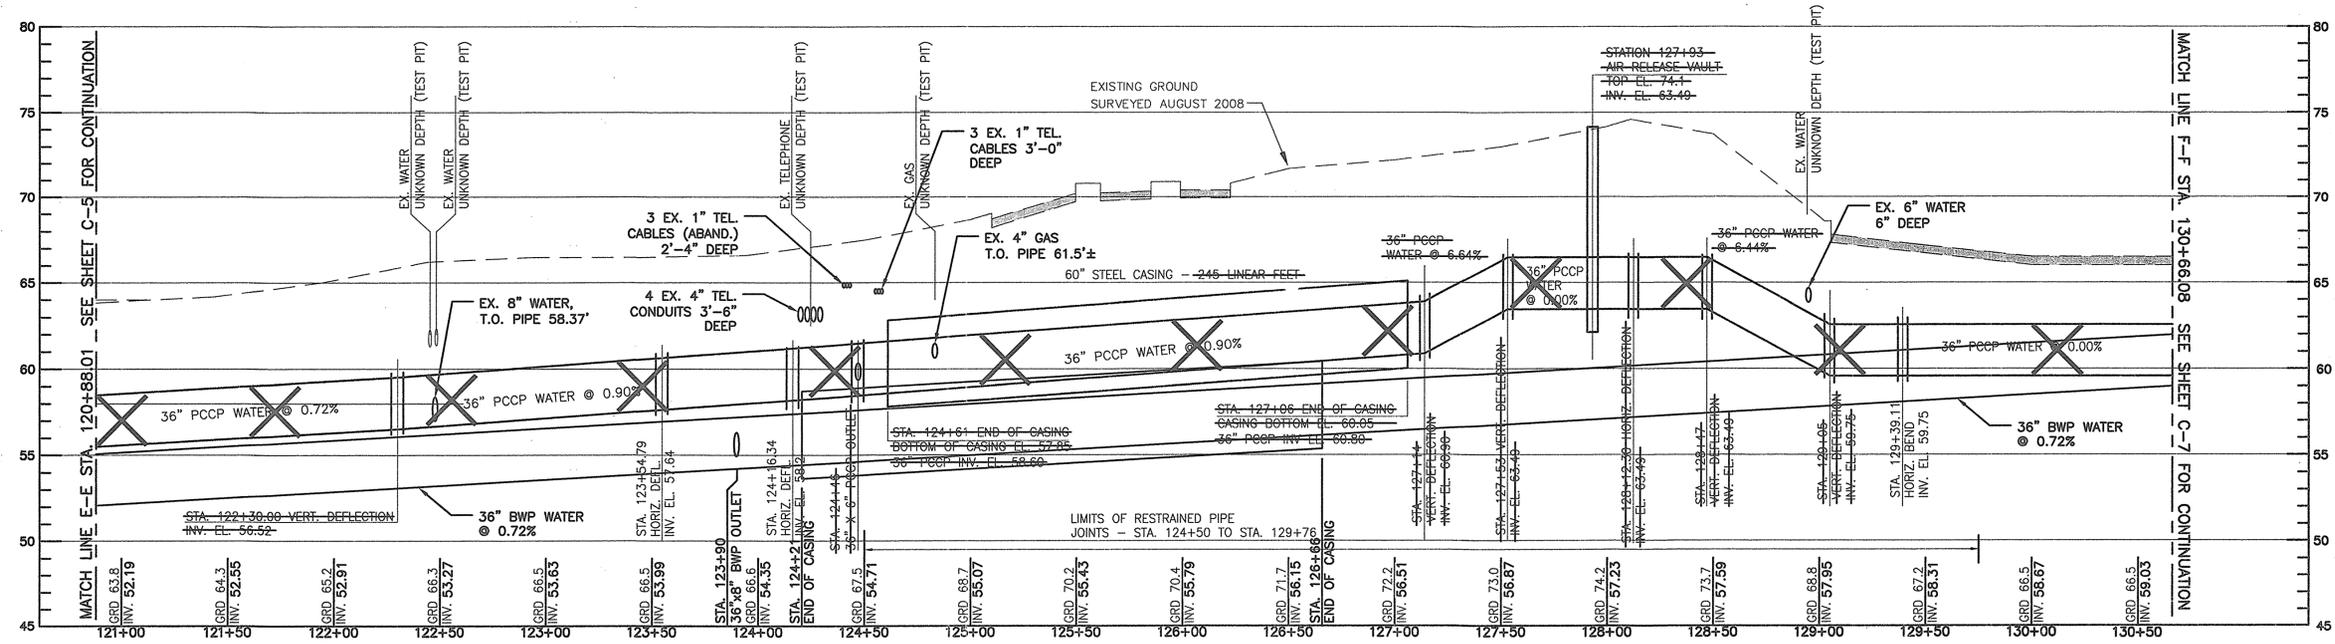 80
75
70
65
60
55
50
45
80
75
70
65
60
55
50
45
MATCH LINE E-E STA. 120+88.01 SEE SHEET C-5 FOR CONTINUATION
EX. WATER
UNKNOWN DEPTH (TEST PIT)
EX. WATER
UNKNOWN DEPTH (TEST PIT)
EX. TELEPHONE
UNKNOWN DEPTH (TEST PIT)
EX. GAS
UNKNOWN DEPTH (TEST PIT)
3 EX. 1" TEL.
CABLES 3'-0"
DEEP
EXISTING GROUND
SURVEYED AUGUST 2008
STATION 127+93
AIR RELEASE VAULT
TOP EL. 74.1
INV. EL. 63.49
EX. WATER
UNKNOWN DEPTH (TEST PIT)
MATCH LINE F-F STA. 130+66.08 SEE SHEET C-7 FOR CONTINUATION
3 EX. 1" TEL.
CABLES (ABAND.)
2'-4" DEEP
EX. 4" GAS
T.O. PIPE 61.5'±
EX. 6" WATER
6" DEEP
36" PCCP
WATER @ 6.64%
36" PCCP WATER
@ 6.44%
60" STEEL CASING - 245 LINEAR FEET
36" PCCP
WATER
@ 0.00%
EX. 8" WATER,
T.O. PIPE 58.37'
4 EX. 4" TEL.
CONDUITS 3'-6"
DEEP
36" PCCP WATER @ 0.72%
36" PCCP WATER @ 0.90%
36" PCCP WATER @ 0.90%
36" PCCP WATER @ 0.00%
STA. 124+61 END OF CASING
BOTTOM OF CASING EL. 57.85
36" PCCP INV. EL. 58.60
STA. 127+06 END OF CASING
CASING BOTTOM EL. 60.05
36" PCCP INV EL. 60.80
36" BWP WATER
@ 0.72%
STA. 122+30.00 VERT. DEFLECTION
INV. EL. 56.52
36" BWP WATER
@ 0.72%
STA. 123+54.79
HORIZ. DEFL.
INV. EL. 57.64
STA. 123+90
36"x8" BWP OUTLET
STA. 124+16.34
HORIZ. DEFL.
INV. EL. 58.2
STA. 124+21
END OF CASING
STA. 124+46
36" X 6" PCCP OUTLET
LIMITS OF RESTRAINED PIPE
JOINTS - STA. 124+50 TO STA. 129+76
STA. 126+66
END OF CASING
STA. 127+14
VERT. DEFLECTION
INV. EL. 60.90
STA. 127+53 VERT. DEFLECTION
INV. EL. 63.49
STA. 128+12.30 HORIZ. DEFLECTION
INV. EL. 63.49
STA. 128+47
VERT. DEFLECTION
INV. EL. 63.49
STA. 129+05
VERT. DEFLECTION
INV. EL. 59.75
STA. 129+39.11
HORIZ. BEND
INV. EL. 59.75
GRD 63.8
INV. 52.19
GRD 64.3
INV. 52.55
GRD 65.2
INV. 52.91
GRD 66.3
INV. 53.27
GRD 66.5
INV. 53.63
GRD 66.5
INV. 53.99
GRD 66.6
INV. 54.35
GRD 67.5
INV. 54.71
GRD 68.7
INV. 55.07
GRD 70.2
INV. 55.43
GRD 70.4
INV. 55.79
GRD 71.7
INV. 56.15
GRD 72.2
INV. 56.51
GRD 73.0
INV. 56.87
GRD 74.2
INV. 57.23
GRD 73.7
INV. 57.59
GRD 68.8
INV. 57.95
GRD 67.2
INV. 58.31
GRD 66.5
INV. 58.67
GRD 66.5
INV. 59.03
121+00
121+50
122+00
122+50
123+00
123+50
124+00
124+50
125+00
125+50
126+00
126+50
127+00
127+50
128+00
128+50
129+00
129+50
130+00
130+50